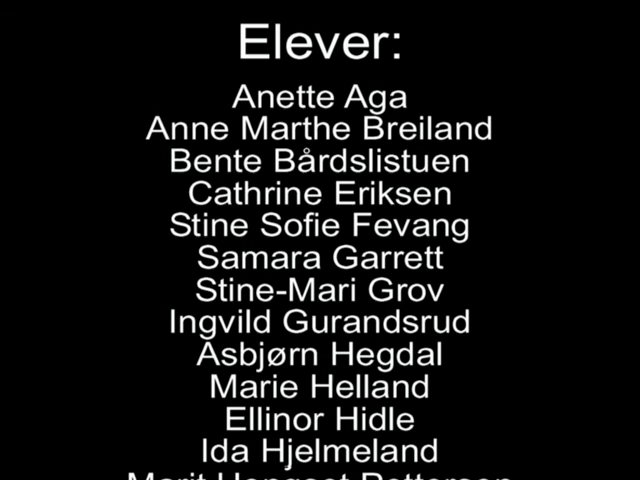 Elever:
Anette Aga
Anne Marthe Breiland
Bente Bårdslistuen
Cathrine Eriksen
Stine Sofie Fevang
Samara Garrett
Stine-Mari Grov
Ingvild Gurandsrud
Asbjørn Hegdal
Marie Helland
Ellinor Hidle
Ida Hjelmeland
Marit